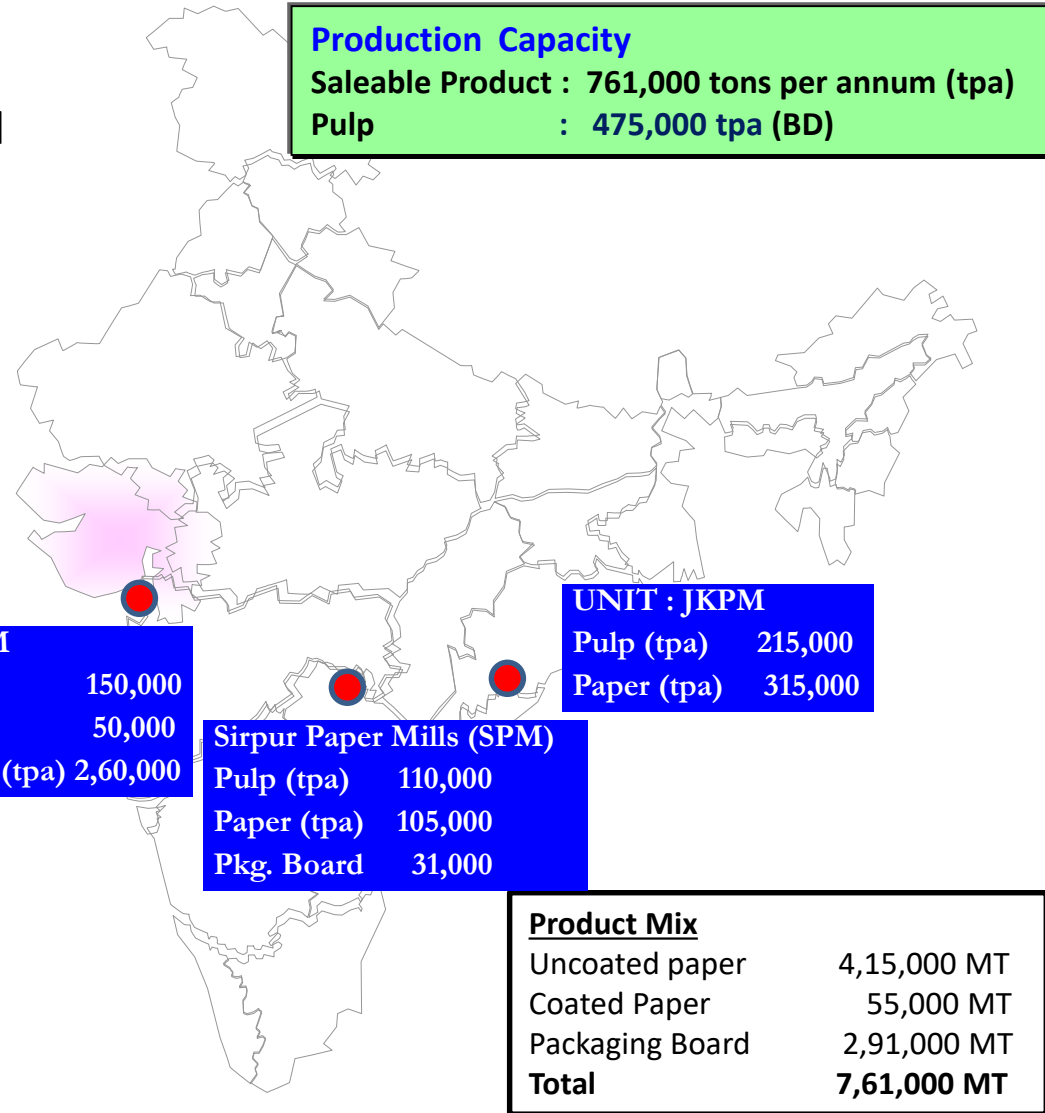 Production Capacity
Saleable Product : 761,000 tons per annum (tpa)
Pulp : 475,000 tpa (BD)
UNIT : JKPM
Pulp (tpa) 215,000
Paper (tpa) 315,000
M
150,000
50,000
(tpa) 2,60,000
Sirpur Paper Mills (SPM)
Pulp (tpa) 110,000
Paper (tpa) 105,000
Pkg. Board 31,000
Product Mix
Uncoated paper 4,15,000 MT
Coated Paper 55,000 MT
Packaging Board 2,91,000 MT
Total 7,61,000 MT